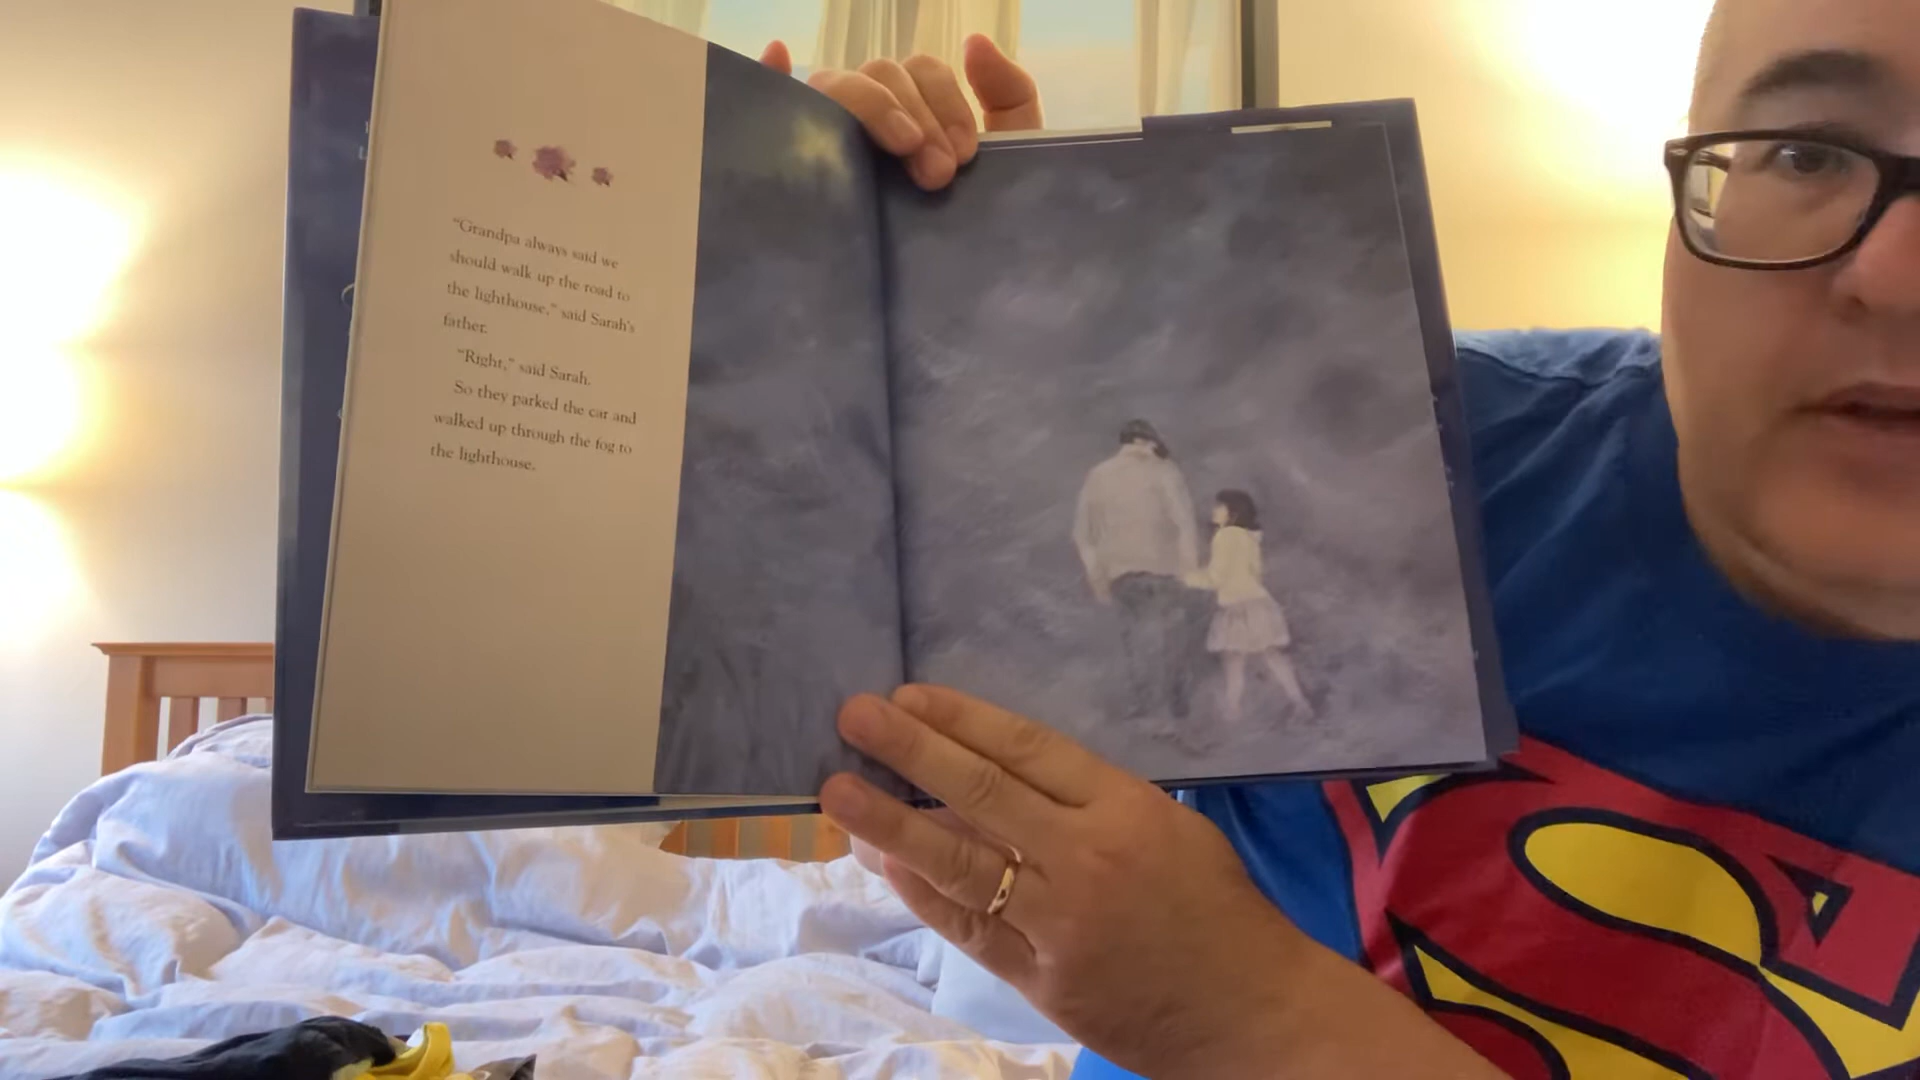 “Grandpa always said we
should walk up the road to
the lighthouse,” said Sarah’s
father.
“Right,” said Sarah.
So they parked the car and
walked up through the fog to
the lighthouse.